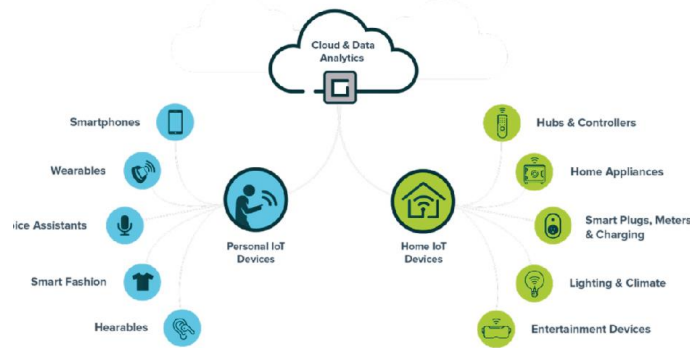 Cloud & Data
Analytics
Smartphones
Wearables
oice Assistants
Smart Fashion
Hearables
Personal IoT
Devices
Home IoT
Devices
Hubs & Controllers
Home Appliances
Smart Plugs, Meters
& Charging
Lighting & Climate
Entertainment Devices